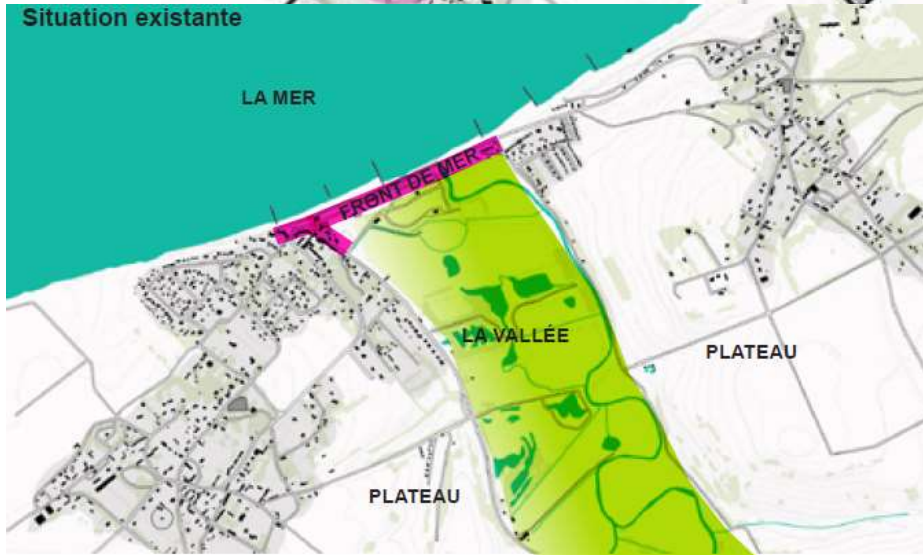 Situation existante
LA MER
FRONT DE MER
LA VALLÉE
PLATEAU
PLATEAU